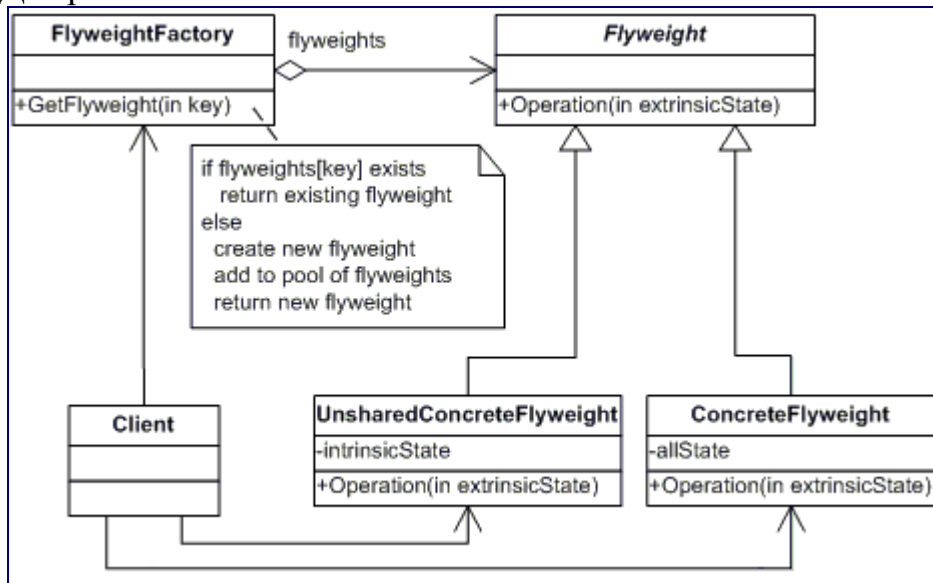 FlyweightFactory
flyweights
Flyweight
+GetFlyweight(in key)
+Operation(in extrinsicState)
if flyweights[key] exists
return existing flyweight
else
create new flyweight
add to pool of flyweights
return new flyweight
Client
UnsharedConcreteFlyweight
-intrinsicState
+Operation(in extrinsicState)
ConcreteFlyweight
-allState
+Operation(in extrinsicState)